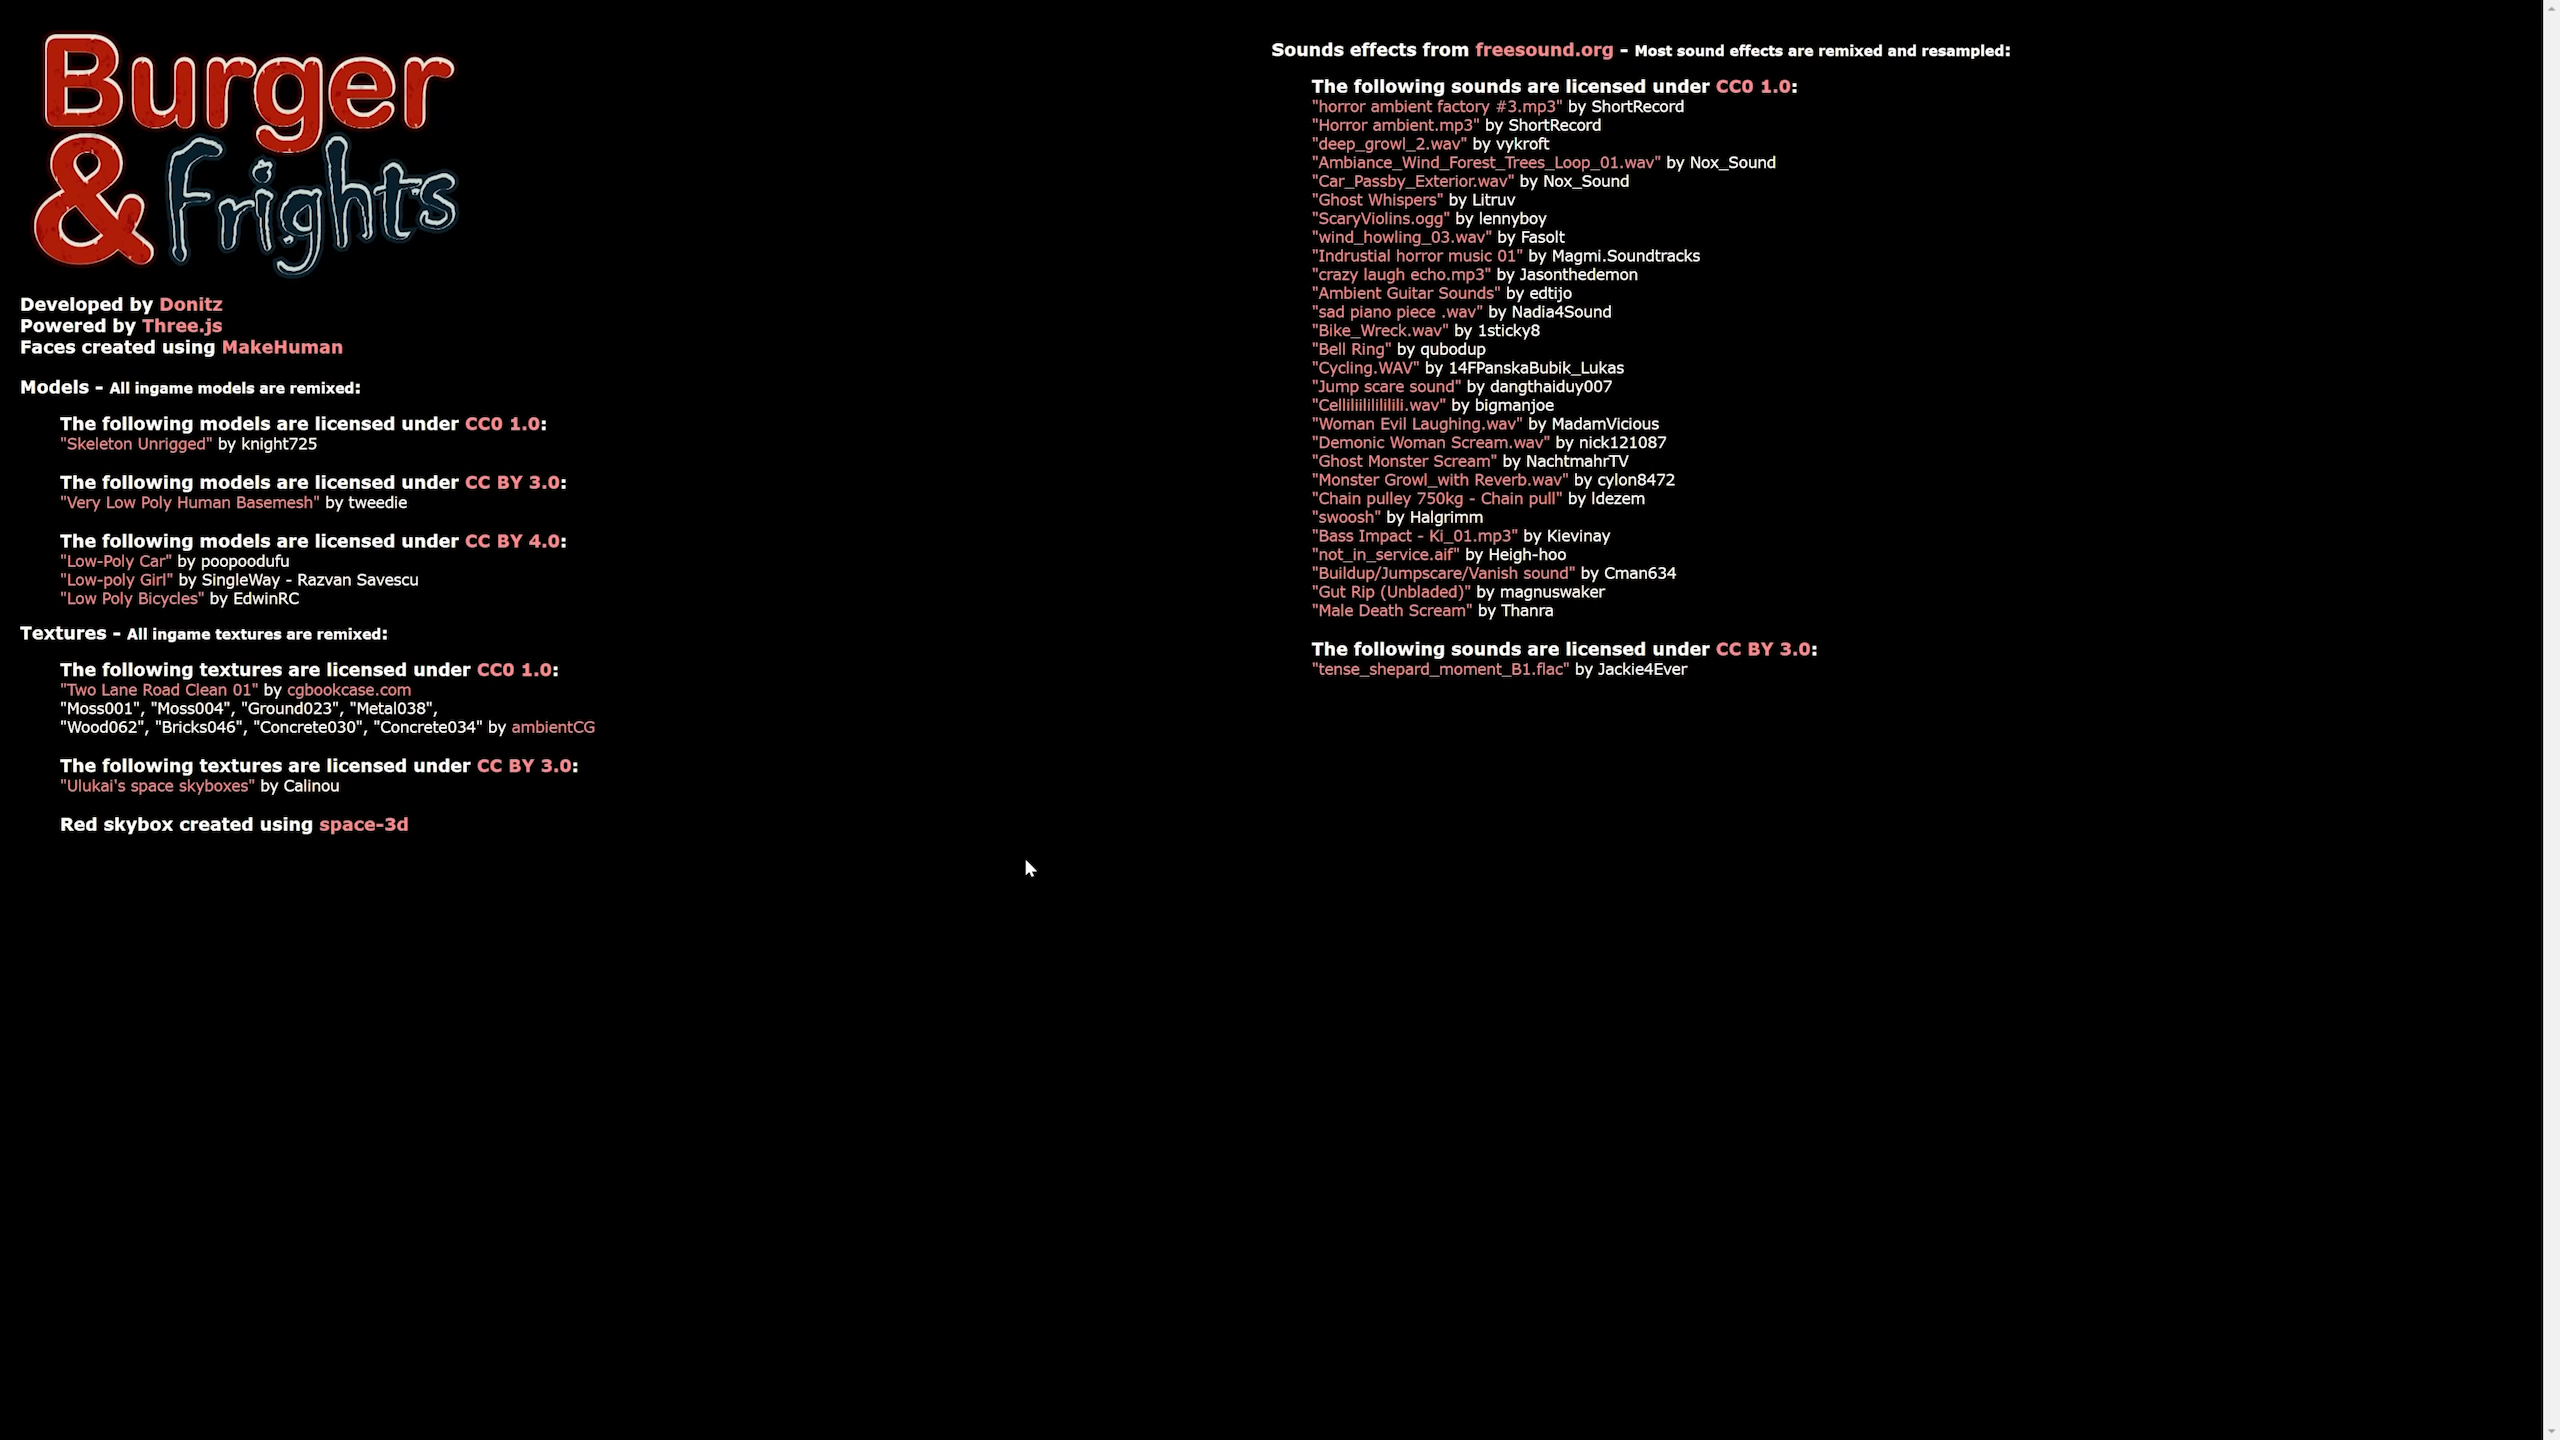 Burger
& Frights
Developed by Donitz
Powered by Three.js
Faces created using MakeHuman
Models - All ingame models are remixed:
The following models are licensed under CC0 1.0:
"Skeleton Unrigged" by knight725
The following models are licensed under CC BY 3.0:
"Very Low Poly Human Basemesh" by tweedie
The following models are licensed under CC BY 4.0:
"Low-Poly Car" by poopoodufu
"Low-poly Girl" by SingleWay - Razvan Savescu
"Low Poly Bicycles" by EdwinRC
Textures - All ingame textures are remixed:
The following textures are licensed under CC0 1.0:
"Two Lane Road Clean 01" by cgbookcase.com
"Moss001", "Moss004", "Ground023", "Metal038",
"Wood062", "Bricks046", "Concrete030", "Concrete034" by ambientCG
The following textures are licensed under CC BY 3.0:
"Ulukai's space skyboxes" by Calinou
Red skybox created using space-3d
Sounds effects from freesound.org - Most sound effects are remixed and resampled:
The following sounds are licensed under CC0 1.0:
"horror ambient factory #3.mp3" by ShortRecord
"Horror ambient.mp3" by ShortRecord
"deep_growl_2.wav" by vykroft
"Ambiance_Wind_Forest_Trees_Loop_01.wav" by Nox_Sound
"Car_Passby_Exterior.wav" by Nox_Sound
"Ghost Whispers" by Litruv
"ScaryViolins.ogg" by lennyboy
"wind_howling_03.wav" by Fasolt
"Indrustial horror music 01" by Magmi.Soundtracks
"crazy laugh echo.mp3" by Jasonthedemon
"Ambient Guitar Sounds" by edtijo
"sad piano piece .wav" by Nadia4Sound
"Bike_Wreck.wav" by 1sticky8
"Bell Ring" by qubodup
"Cycling.WAV" by 14FPanskaBubik_Lukas
"Jump scare sound" by dangthaiduy007
"Celliliilililililili.wav" by bigmanjoe
"Woman Evil Laughing.wav" by MadamVicious
"Demonic Woman Scream.wav" by nick121087
"Ghost Monster Scream" by NachtmahrTV
"Monster Growl_with Reverb.wav" by cylon8472
"Chain pulley 750kg - Chain pull" by ldezem
"swoosh" by Halgrimm
"Bass Impact - Ki_01.mp3" by Kievinay
"not_in_service.aif" by Heigh-hoo
"Buildup/Jumpscare/Vanish sound" by Cman634
"Gut Rip (Unbladed)" by magnuswaker
"Male Death Scream" by Thanra
The following sounds are licensed under CC BY 3.0:
"tense_shepard_moment_B1.flac" by Jackie4Ever